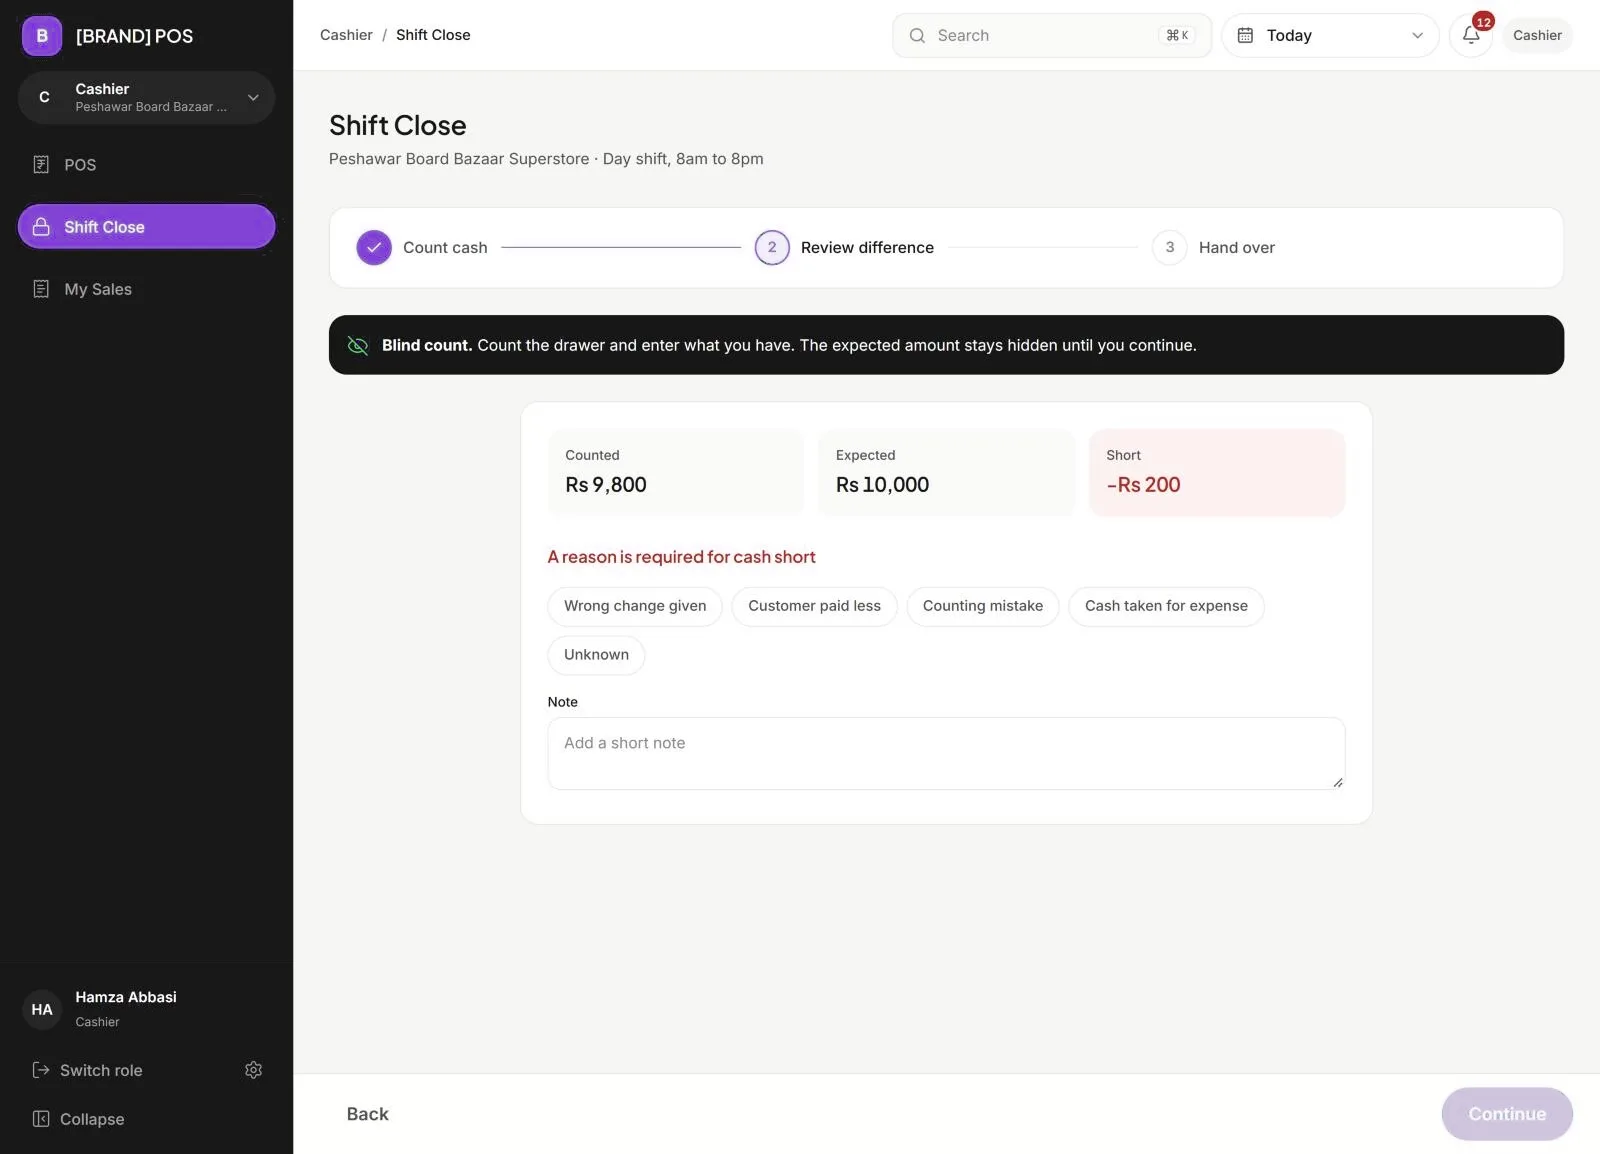 B [BRAND] POS
C Cashier
Peshawar Board Bazaar ...
POS
Shift Close
My Sales
HA Hamza Abbasi
Cashier
Switch role
Collapse
Cashier / Shift Close
Search ⌘ K
Today
12
Cashier
Shift Close
Peshawar Board Bazaar Superstore · Day shift, 8am to 8pm
Count cash
2 Review difference
3 Hand over
Blind count. Count the drawer and enter what you have. The expected amount stays hidden until you continue.
Counted
Rs 9,800
Expected
Rs 10,000
Short
-Rs 200
A reason is required for cash short
Wrong change given
Customer paid less
Counting mistake
Cash taken for expense
Unknown
Note
Add a short note
Back
Continue